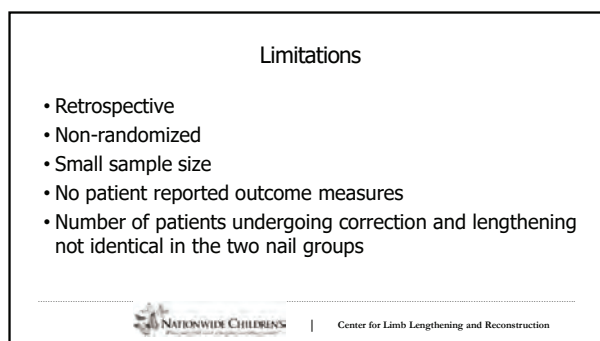 Limitations
• Retrospective
• Non-randomized
• Small sample size
• No patient reported outcome measures
• Number of patients undergoing correction and lengthening
not identical in the two nail groups
NATIONWIDE CHILDREN'S | Center for Limb Lengthening and Reconstruction